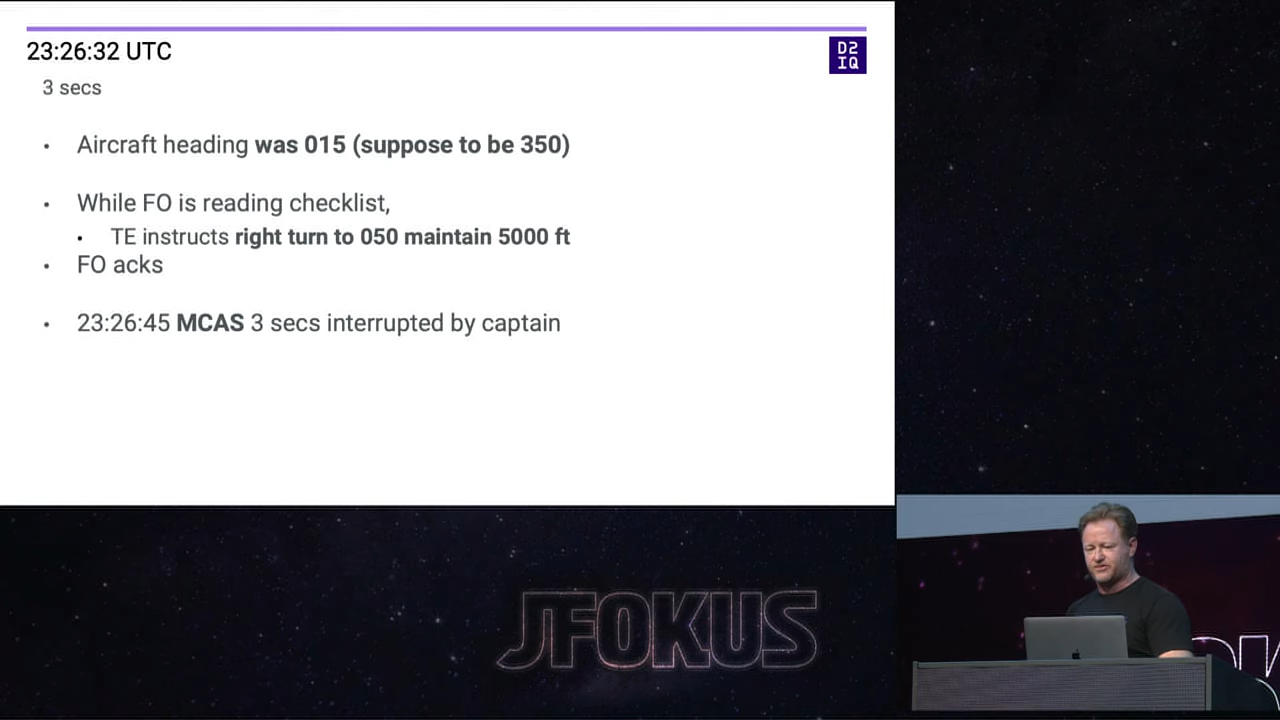 23:26:32 UTC
D2
IQ
3 secs
• Aircraft heading was 015 (suppose to be 350)
• While FO is reading checklist,
• TE instructs right turn to 050 maintain 5000 ft
• FO acks
• 23:26:45 MCAS 3 secs interrupted by captain
JFOKUS